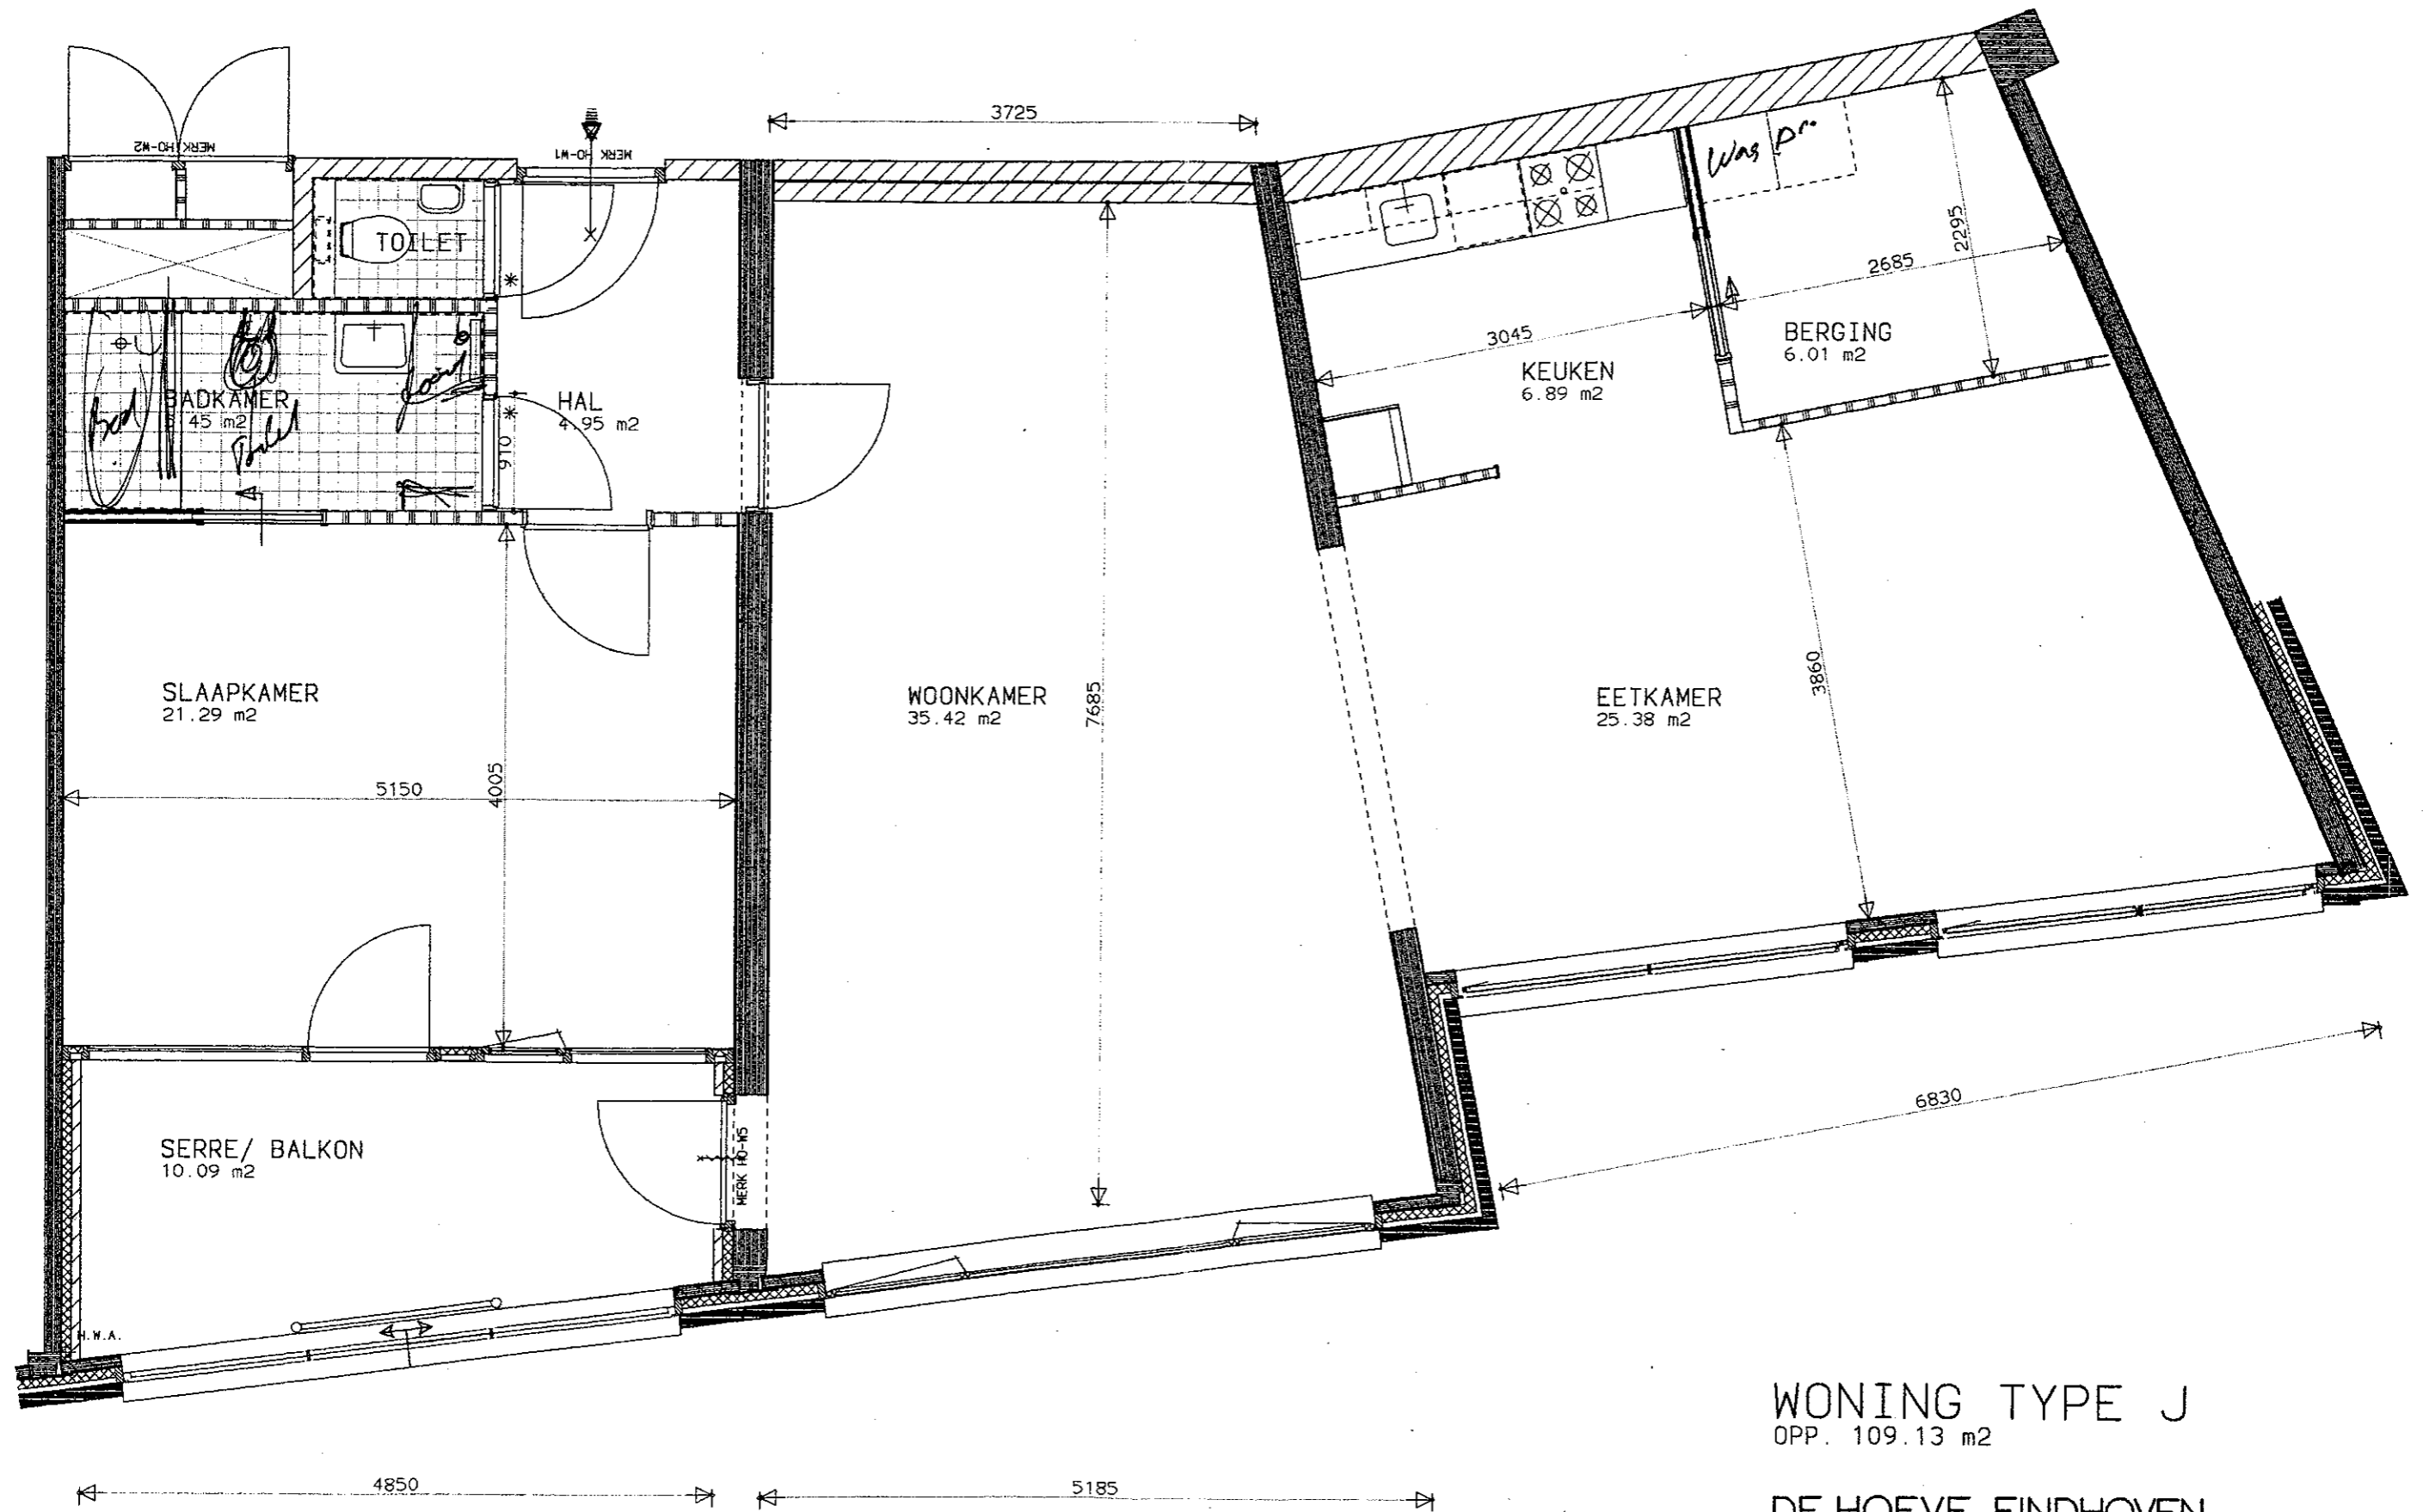 3725
MERK HO-W2
MERK HO-W1
Was Dr.
TOILET
2295
2685
3045
BERGING
6.01 m2
KEUKEN
6.89 m2
BADKAMER
45 m2
Bad
Toilet
HAL
4.95 m2
910
SLAAPKAMER
21.29 m2
WOONKAMER
35.42 m2
7685
EETKAMER
25.38 m2
3860
5150
4005
6830
SERRE/ BALKON
10.09 m2
MERK HO-W5
H.W.A.
WONING TYPE J
OPP. 109.13 m2
4850
5185
DE HOEVE EINDHOVEN